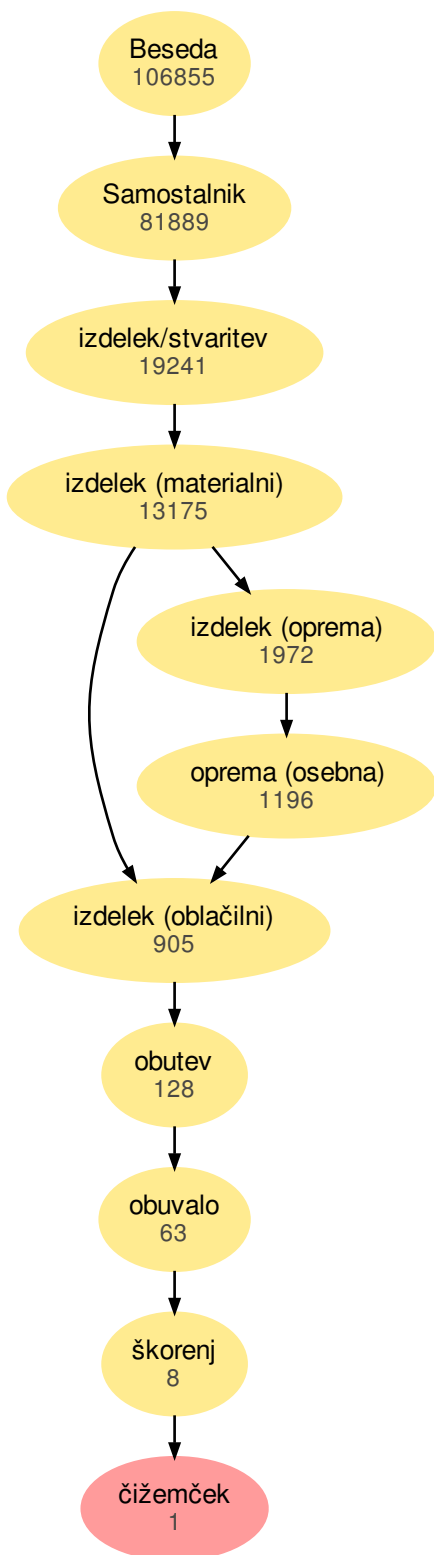 Beseda
106855
Samostalnik
81889
izdelek/stvaritev
19241
izdelek (materialni)
13175
izdelek (oprema)
1972
oprema (osebna)
1196
izdelek (oblačilni)
905
obutev
128
obuvalo
63
škorenj
8
čižemček
1